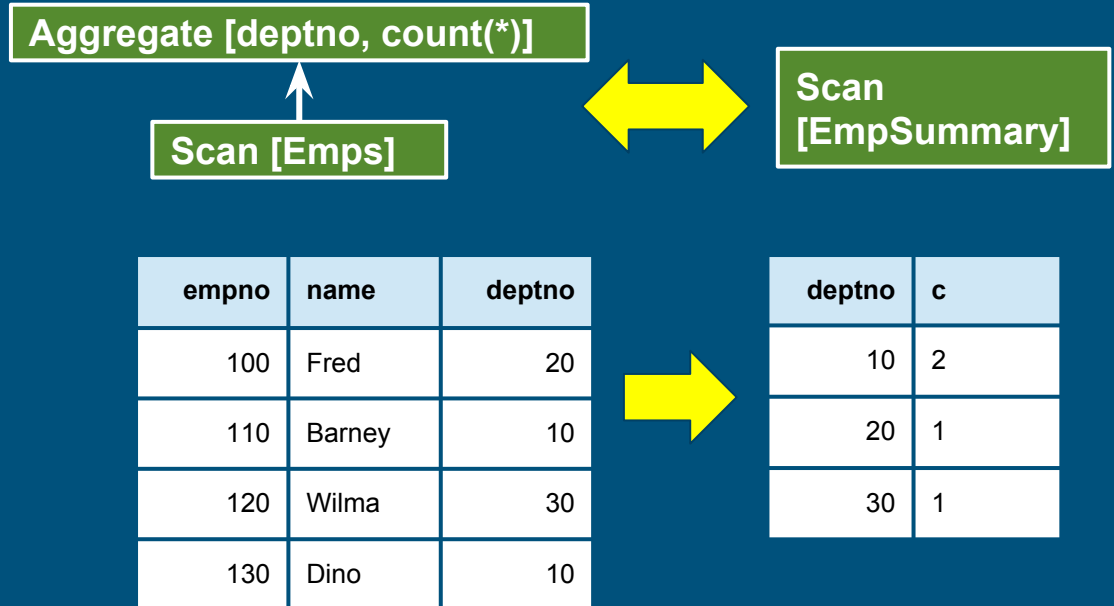 Aggregate [deptno, count(*)]
Scan [Emps]
Scan
[EmpSummary]
empno name deptno
100 Fred 20
110 Barney 10
120 Wilma 30
130 Dino 10
deptno c
10 2
20 1
30 1